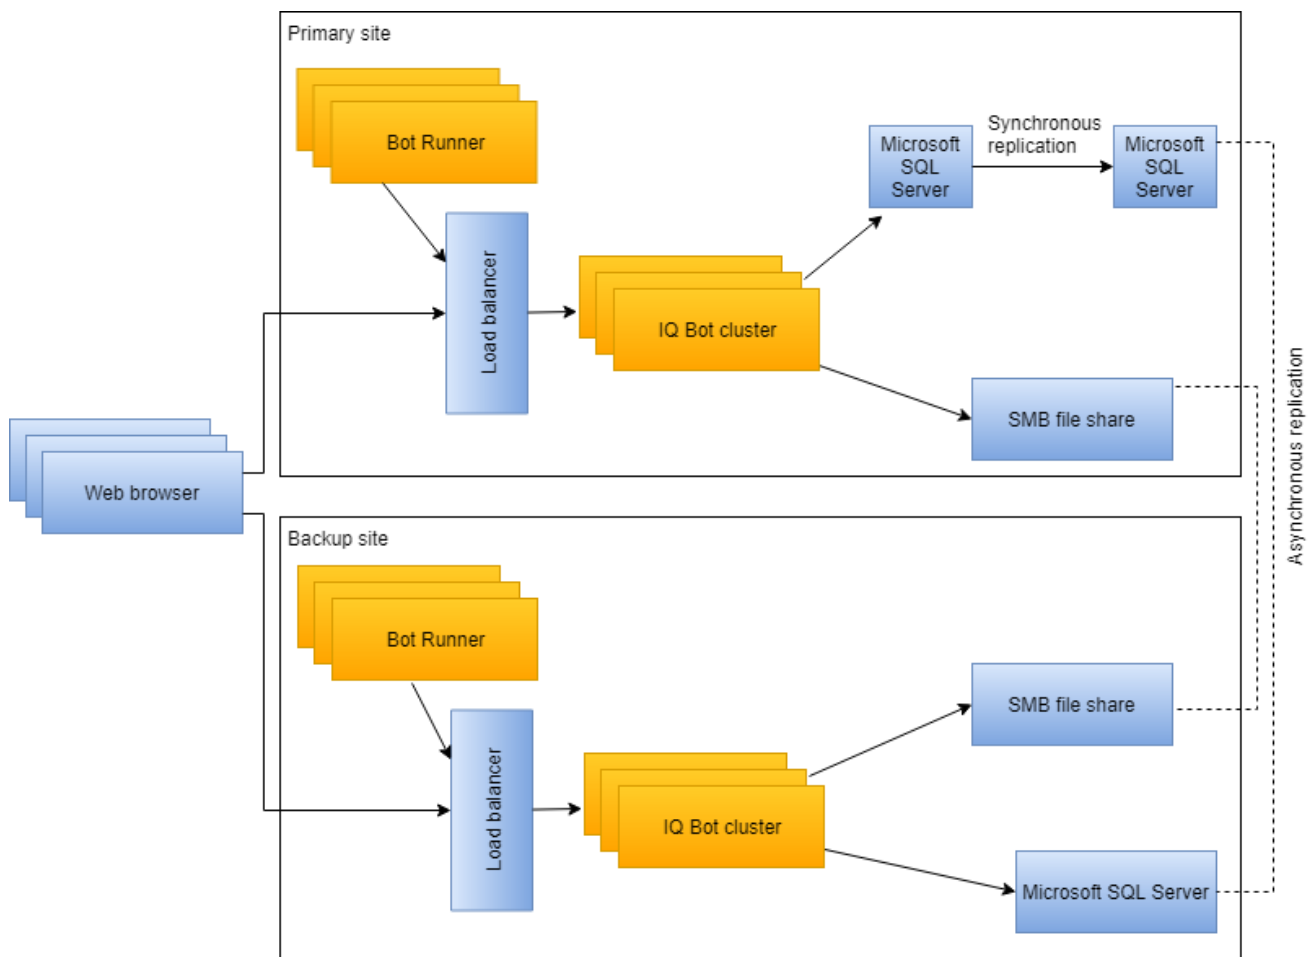 Primary site
Bot Runner
Synchronous
replication
Microsoft
SQL
Server
Microsoft
SQL
Server
Load balancer
IQ Bot cluster
SMB file share
Web browser
Asynchronous replication
Backup site
Bot Runner
SMB file share
Load balancer
IQ Bot cluster
Microsoft SQL Server